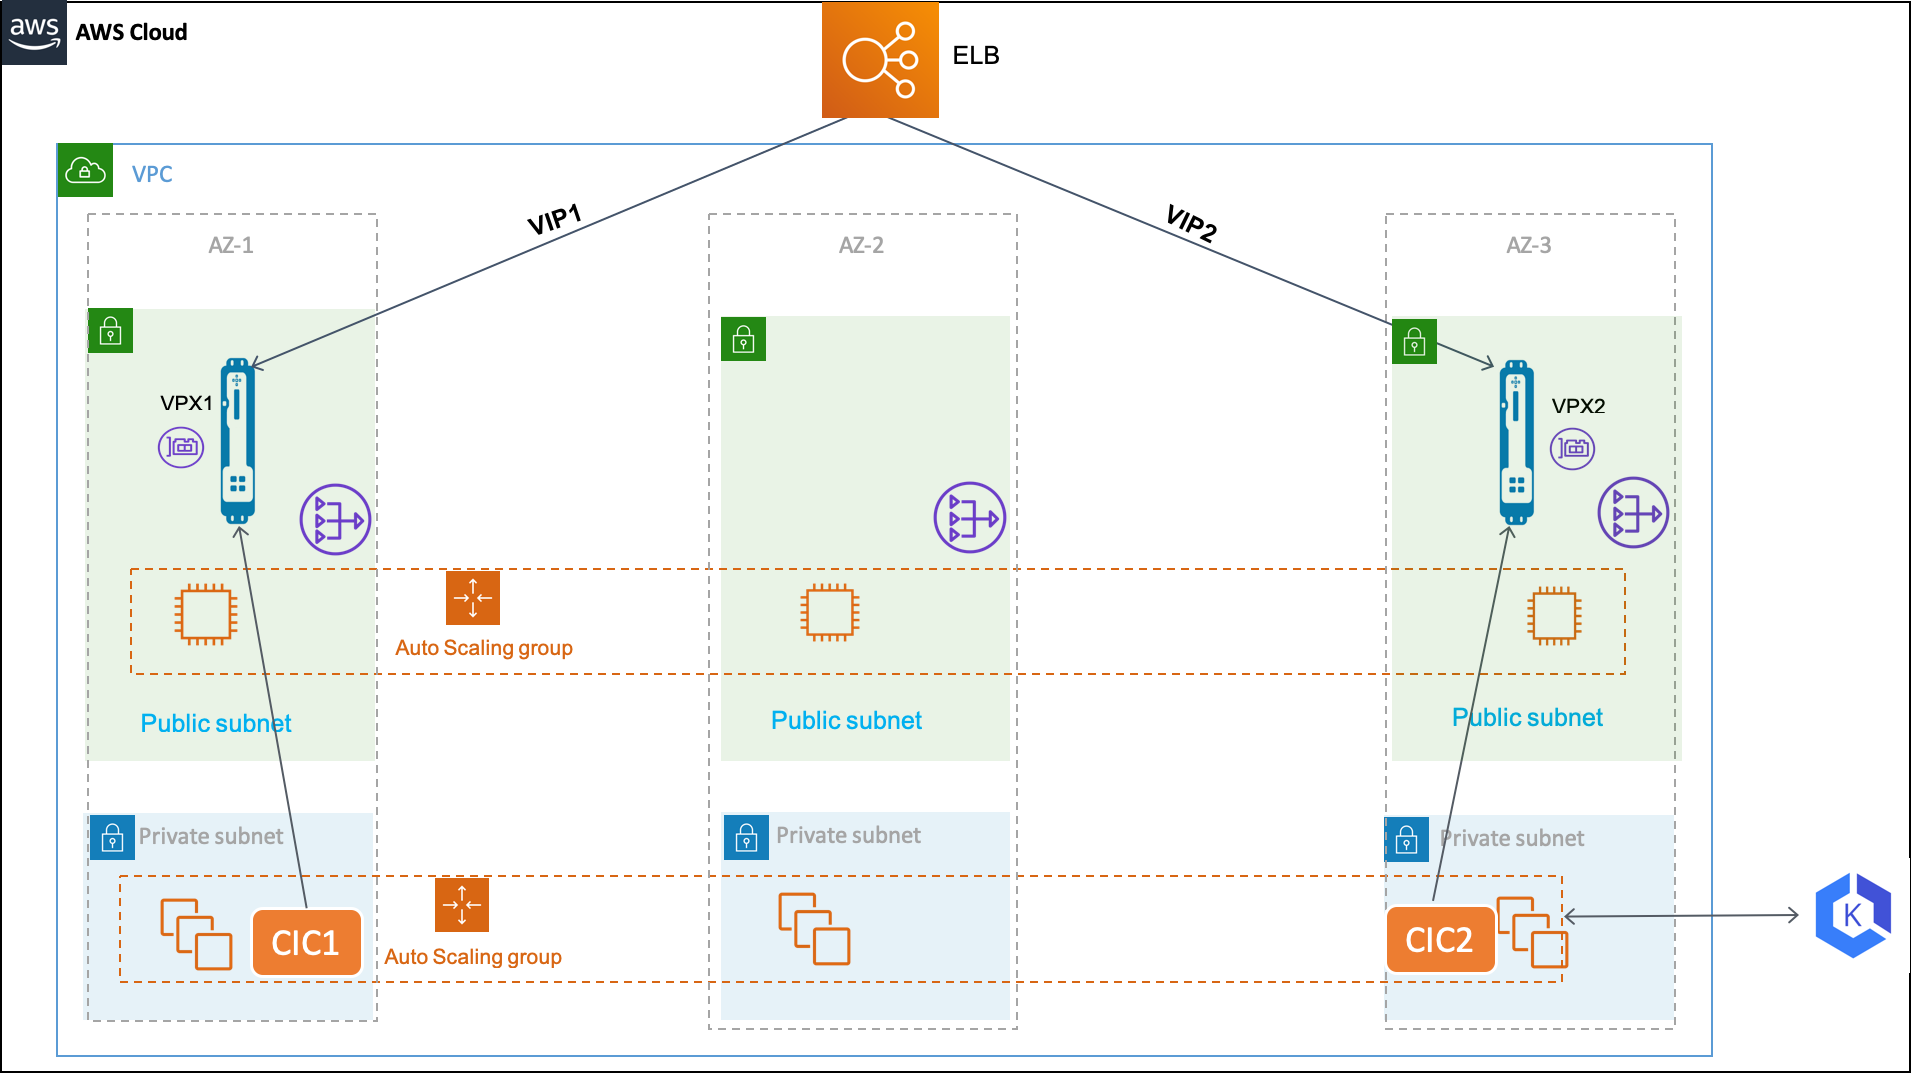 aws
AWS Cloud
ELB
VPC
VIP1
VIP2
AZ-1
AZ-2
AZ-3
VPX1
VPX2
Auto Scaling group
Public subnet
Public subnet
Public subnet
Private subnet
Private subnet
Private subnet
CIC1
Auto Scaling group
CIC2
K